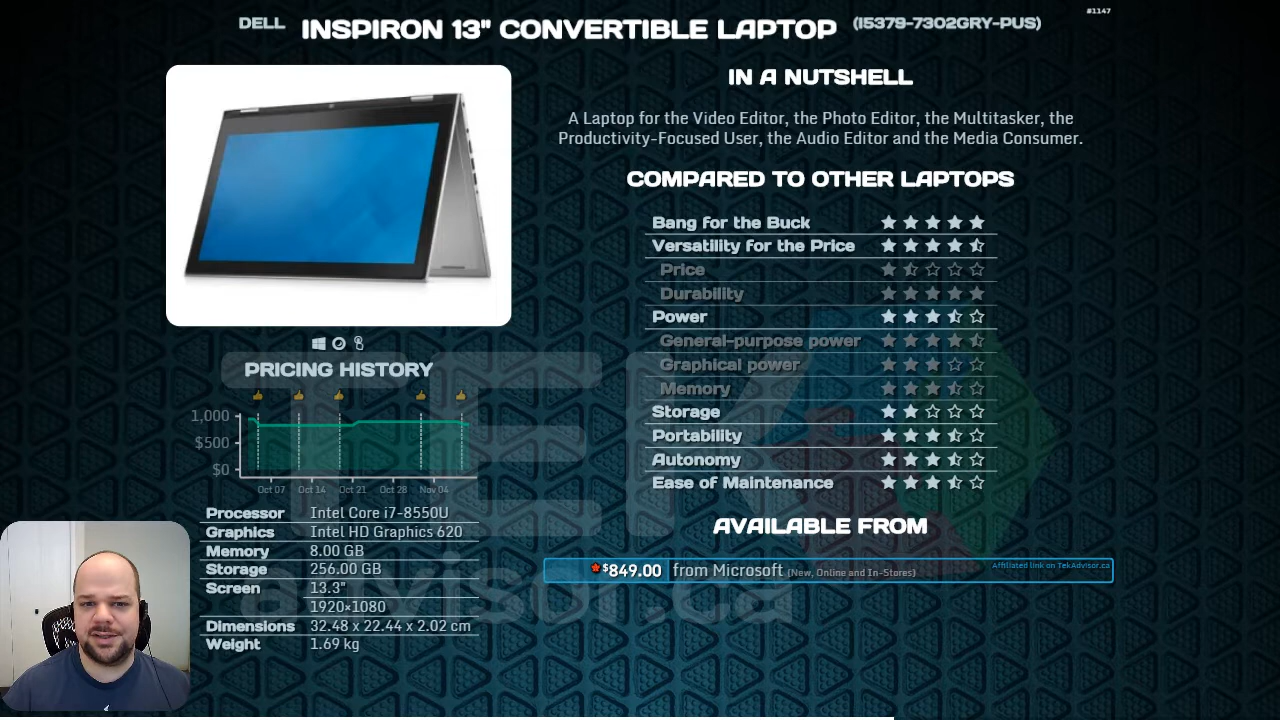 #1147
DELL INSPIRON 13" CONVERTIBLE LAPTOP (I5379-7302GRY-PUS)
IN A NUTSHELL
A Laptop for the Video Editor, the Photo Editor, the Multitasker, the
Productivity-Focused User, the Audio Editor and the Media Consumer.
COMPARED TO OTHER LAPTOPS
Bang for the Buck
Versatility for the Price
Price
Durability
Power
General-purpose power
Graphical power
Memory
Storage
Portability
Autonomy
Ease of Maintenance
PRICING HISTORY
1,000
$500
$0
Oct 07 Oct 14 Oct 21 Oct 28 Nov 04
Processor Intel Core i7-8550U
Graphics Intel HD Graphics 620
Memory 8.00 GB
Storage 256.00 GB
Screen 13.3"
1920×1080
Dimensions 32.48 x 22.44 x 2.02 cm
Weight 1.69 kg
AVAILABLE FROM
$849.00 from Microsoft (New, Online and In-Stores) Affiliated link on TekAdvisor.ca
TEK
advisor.ca